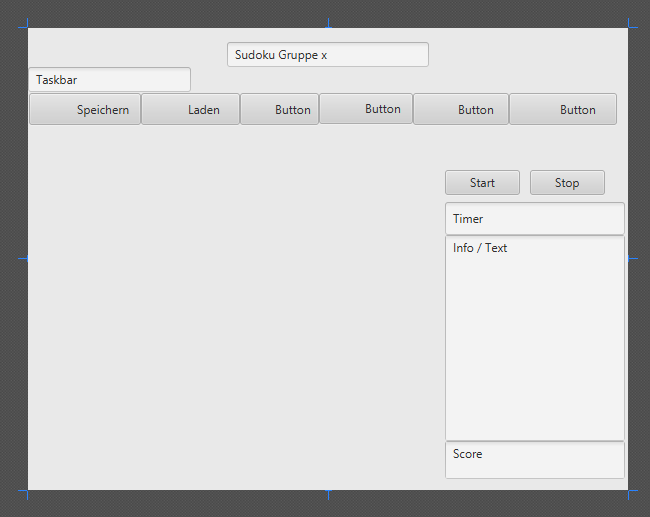 Sudoku Gruppe x
Taskbar
Speichern Laden Button Button Button Button
Start Stop
Timer
Info / Text
Score